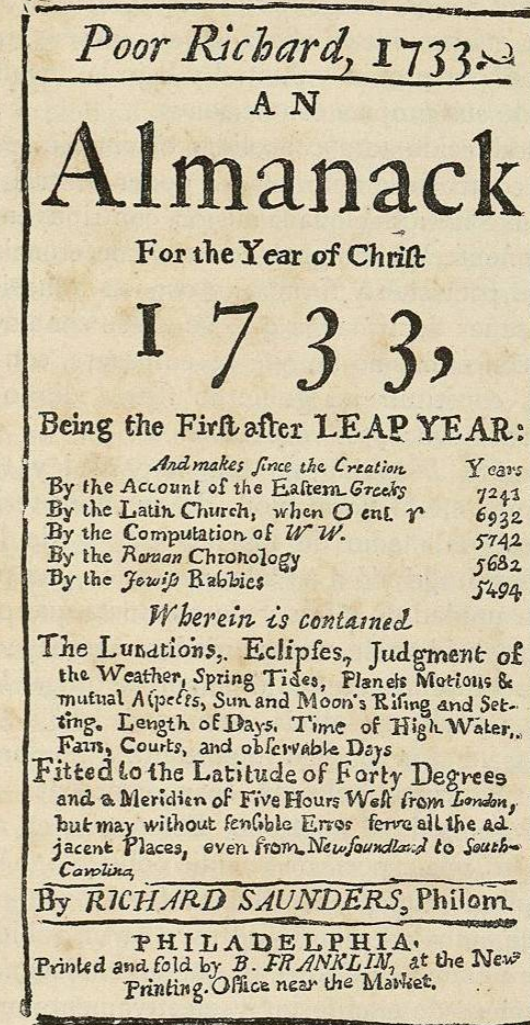 Poor Richard, 1733.
AN
Almanack
For the Year of Chriſt
1733,
Being the Firſt after LEAP YEAR:
And makes ſince the Creation Years
By the Account of the Eaſtern Greeks 7241
By the Latin Church, when ☉ ent. ♈ 6932
By the Computation of W W. 5742
By the Roman Chronology 5682
By the Jewiſh Rabbies 5494
Wherein is contained
The Lunations, Eclipſes, Judgment of
the Weather, Spring Tides, Planets Motions &
mutual Aſpects, Sun and Moon's Riſing and Set-
ting, Length of Days, Time of High Water,
Fairs, Courts, and obſervable Days
Fitted to the Latitude of Forty Degrees
and a Meridian of Five Hours Weſt from London,
but may without ſenſible Error ſerve all the ad
jacent Places, even from Newfoundland to South-
Carolina,
By RICHARD SAUNDERS, Philom
PHILADELPHIA.
Printed and ſold by B. FRANKLIN, at the New
Printing-Office near the Market.